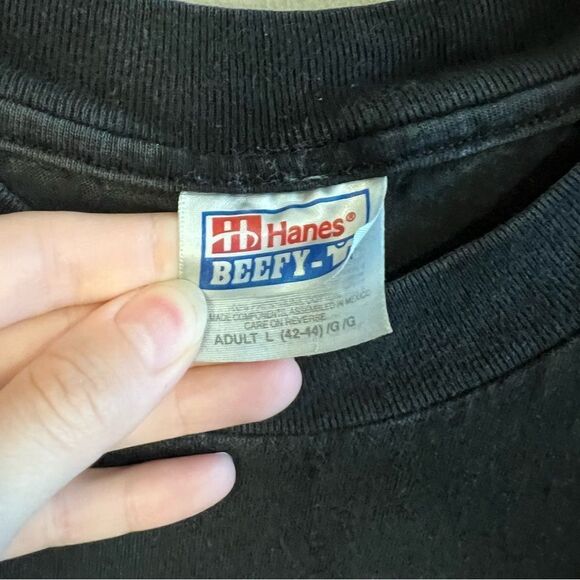 Hanes®
BEEFY-T
MADE COMPONENTS, ASSEMBLED IN MEXICO
CARE ON REVERSE
ADULT L (42-44) /G /G